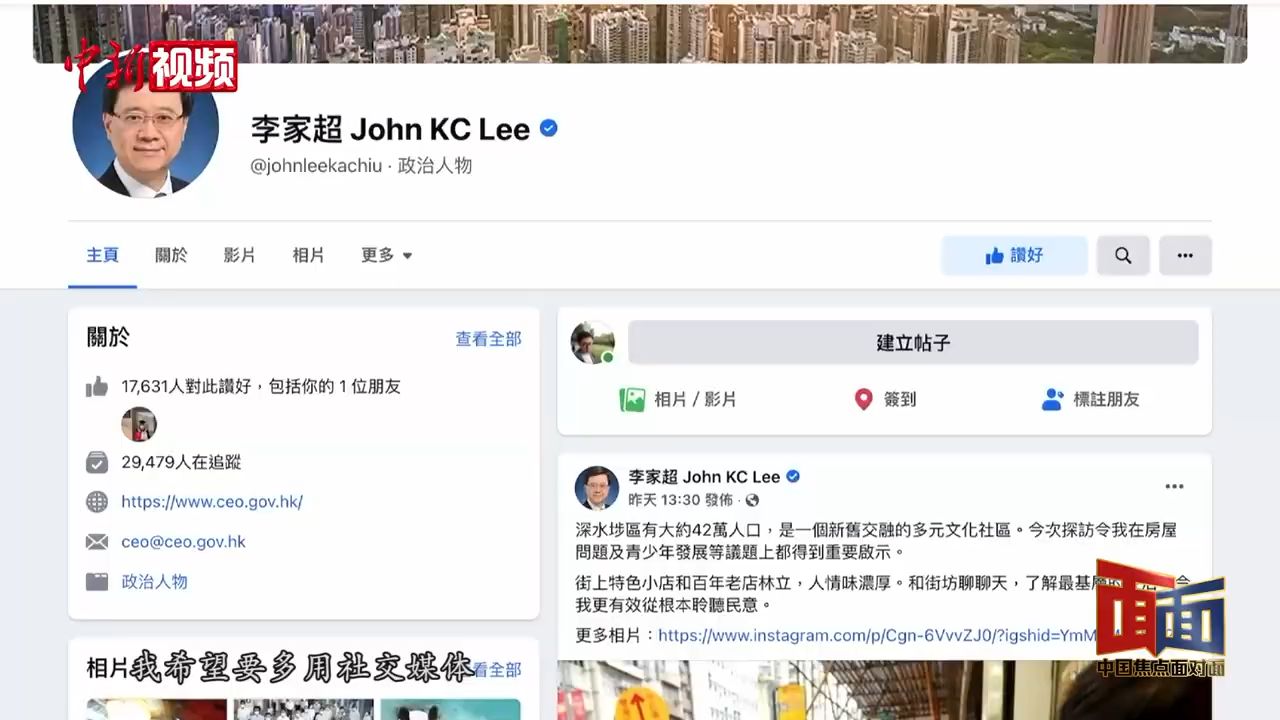 中新视频
李家超 John KC Lee
@johnleekachiu · 政治人物
主頁 關於 影片 相片 更多
讚好
關於 查看全部
17,631人對此讚好，包括你的 1 位朋友
29,479人在追蹤
https://www.ceo.gov.hk/
ceo@ceo.gov.hk
政治人物
建立帖子
相片 / 影片 簽到 標註朋友
李家超 John KC Lee
昨天 13:30 發佈 ·
深水埗區有大約42萬人口，是一個新舊交融的多元文化社區。今次探訪令我在房屋
問題及青少年發展等議題上都得到重要啟示。
街上特色小店和百年老店林立，人情味濃厚。和街坊聊聊天，了解最基層的
我更有效從根本聆聽民意。
更多相片：https://www.instagram.com/p/Cgn-6VvvZJ0/?igshid=YmM
相片
看全部
我希望要多用社交媒体
面面
中国焦点面对面